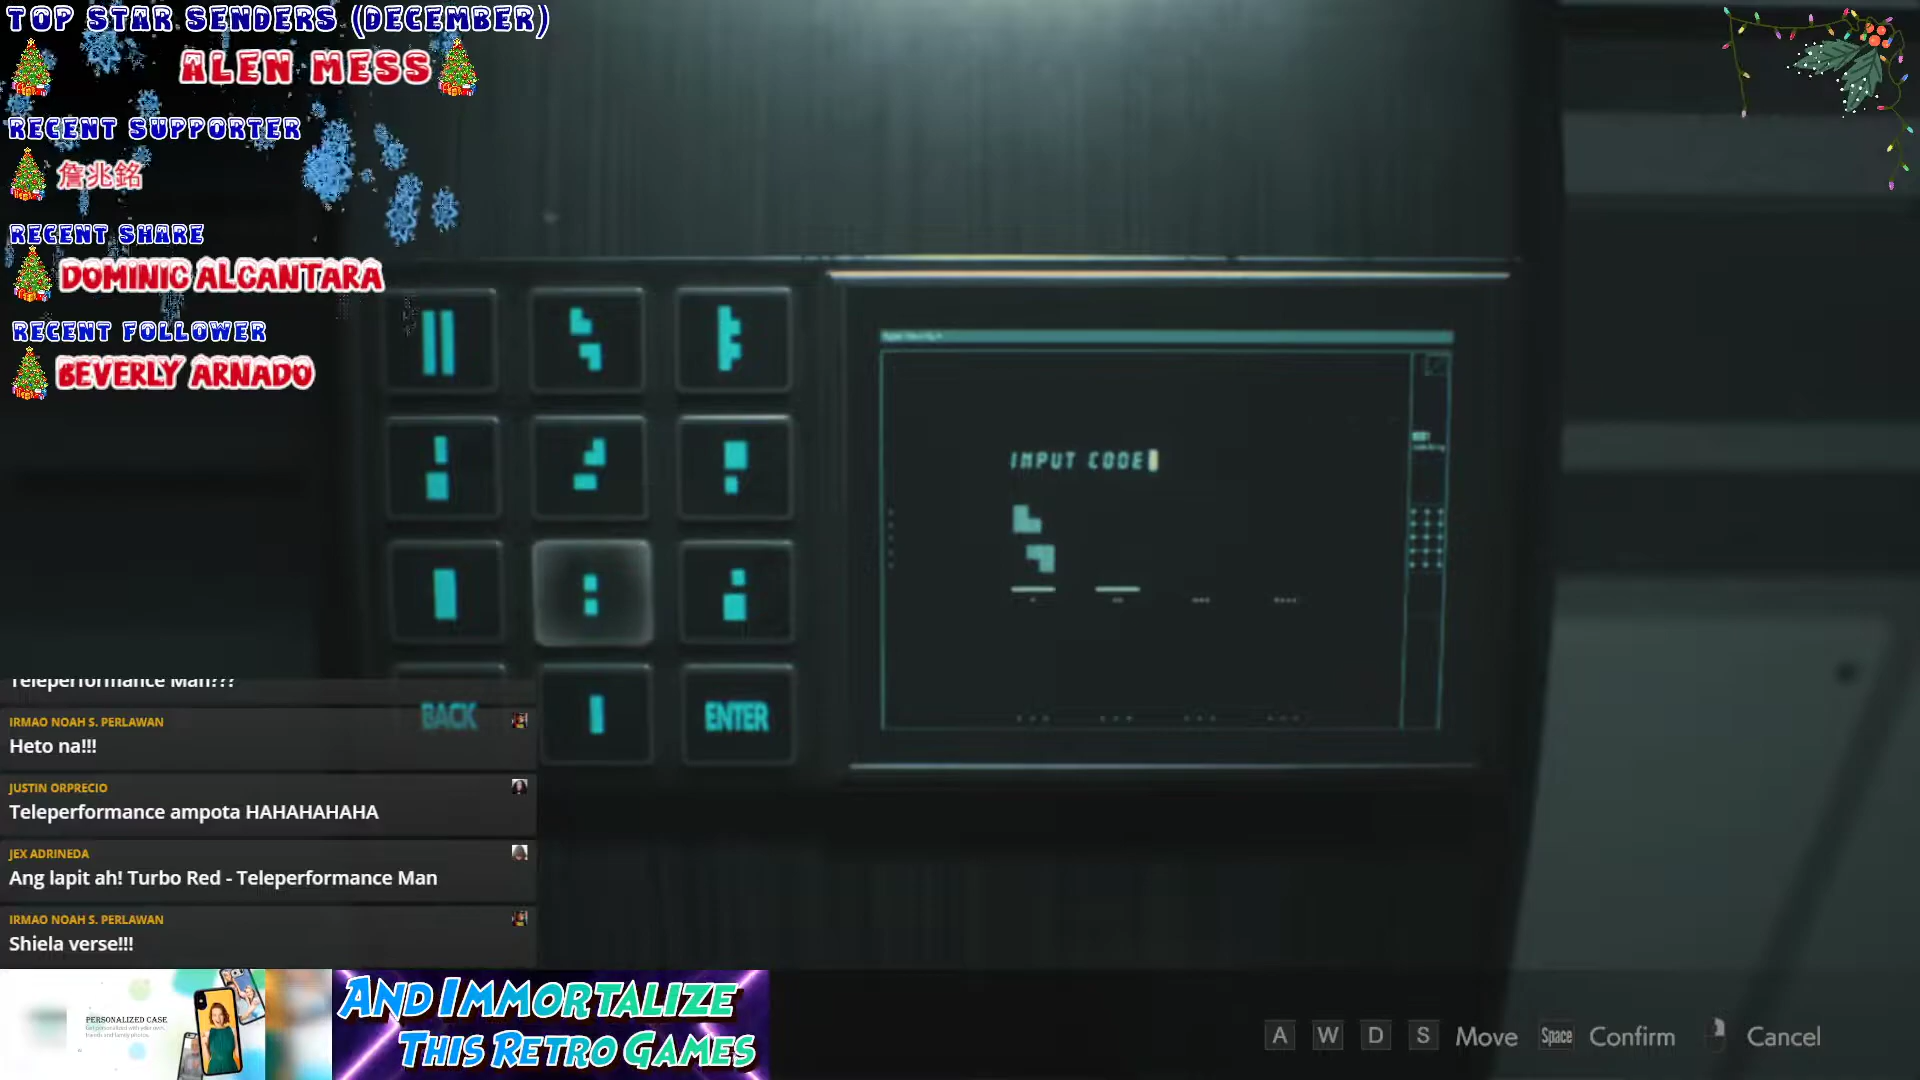 TOP STAR SENDERS (DECEMBER)
ALEN MESS
RECENT SUPPORTER
詹兆銘
RECENT SHARE
DOMINIC ALCANTARA
RECENT FOLLOWER
BEVERLY ARNADO
INPUT CODE
BACK
ENTER
Teleperformance Man???
IRMAO NOAH S. PERLAWAN
Heto na!!!
JUSTIN ORPRECIO
Teleperformance ampota HAHAHAHAHA
JEX ADRINEDA
Ang lapit ah! Turbo Red - Teleperformance Man
IRMAO NOAH S. PERLAWAN
Shiela verse!!!
PERSONALIZED CASE
AND IMMORTALIZE
THIS RETRO GAMES
A W D S Move Space Confirm Cancel